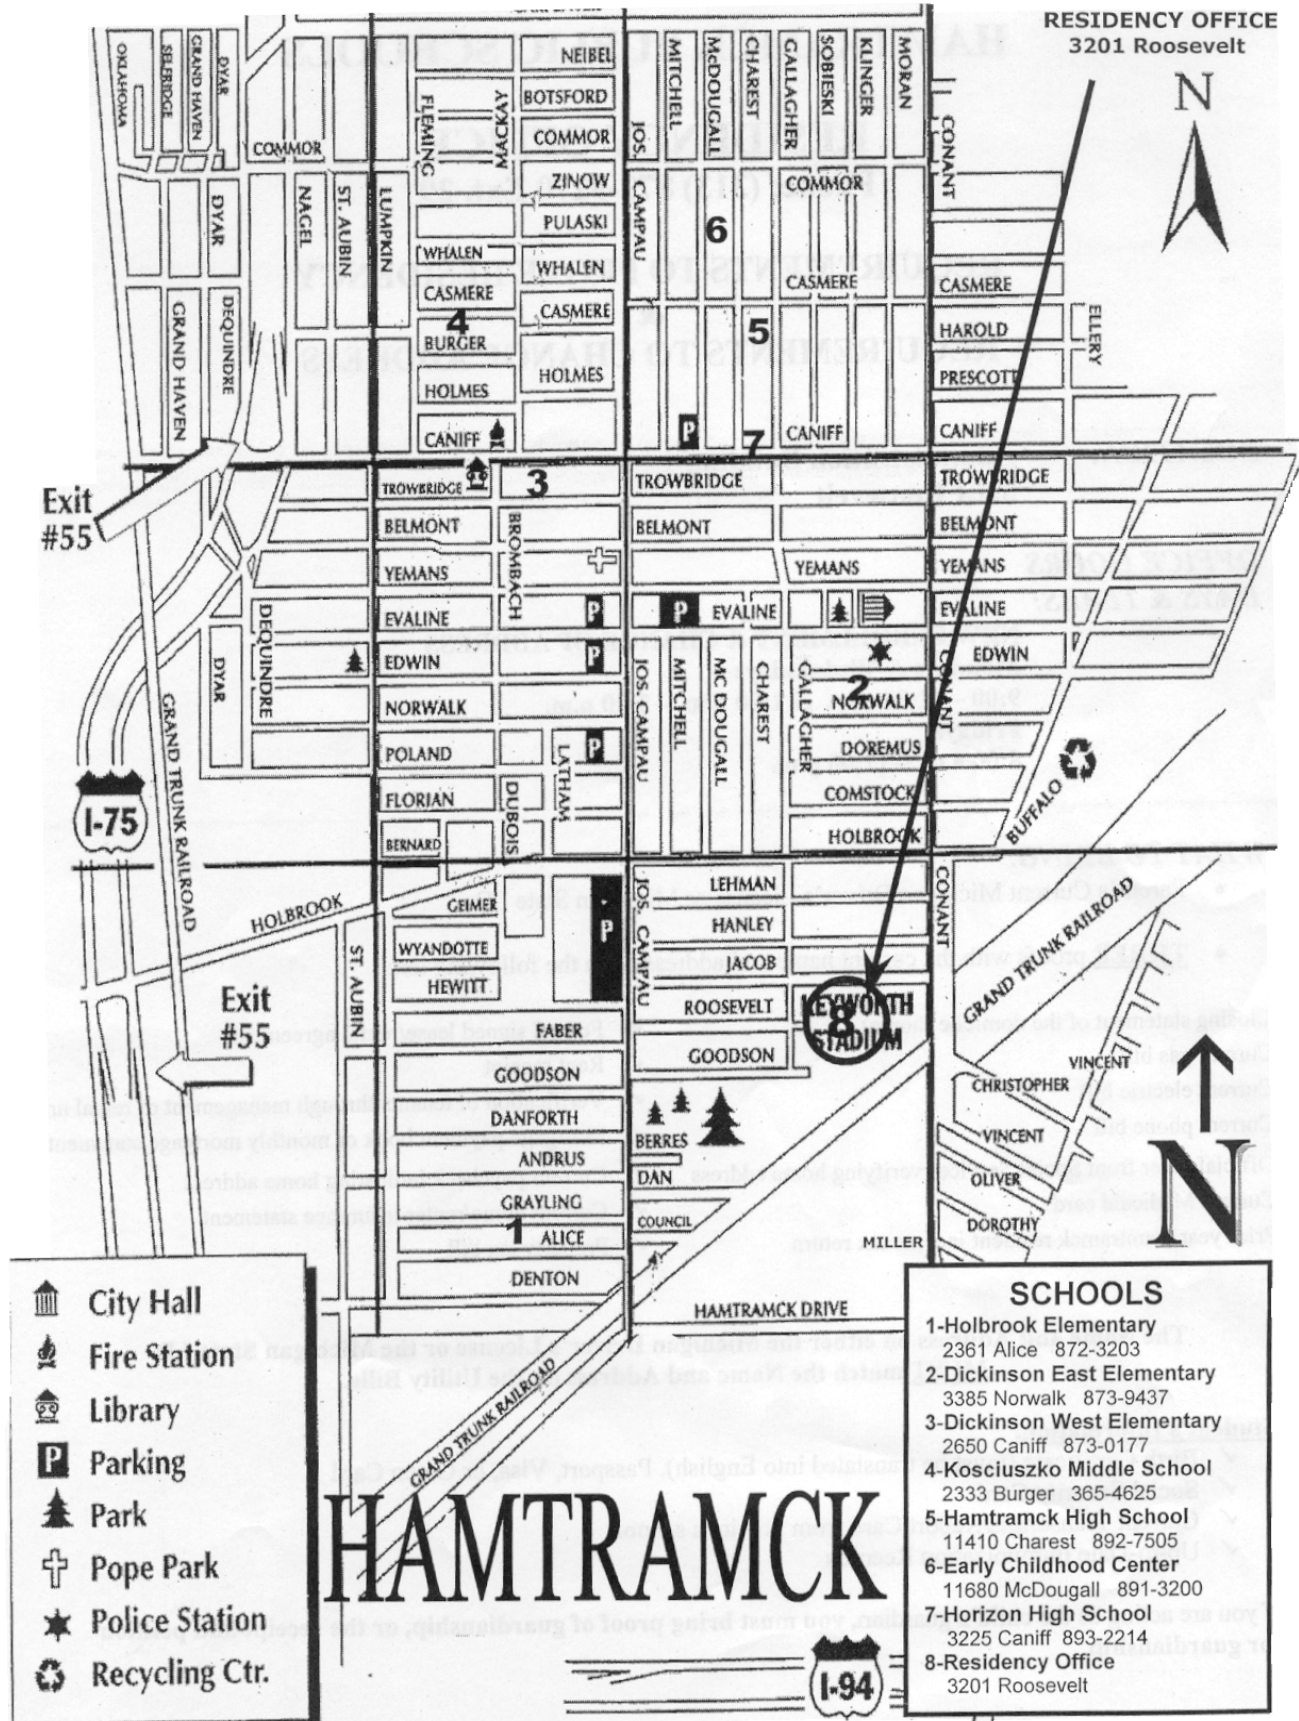 RESIDENCY OFFICE
3201 Roosevelt
N
OKLAHOMA
SELFRIDGE
GRAND HAVEN
DYAR
COMMOR
NAGEL
ST. AUBIN
LUMPKIN
FLEMING
MACKAY
NEIBEL
BOTSFORD
COMMOR
ZINOW
PULASKI
WHALEN
WHALEN
CASMERE
CASMERE
4
BURGER
HOLMES
HOLMES
CANIFF
JOS. CAMPAU
MITCHELL
McDOUGALL
CHAREST
GALLAGHER
SOBIESKI
KLINGER
MORAN
CONANT
COMMOR
6
CASMERE
CASMERE
5
HAROLD
ELLERY
PRESCOTT
P
7
CANIFF
CANIFF
DYAR
GRAND HAVEN
DEQUINDRE
Exit
#55
TROWBRIDGE
3
TROWBRIDGE
TROWBRIDGE
BELMONT
BROMBACH
BELMONT
BELMONT
YEMANS
YEMANS
YEMANS
EVALINE
P
P
EVALINE
EVALINE
DEQUINDRE
DYAR
EDWIN
P
EDWIN
NORWALK
2
NORWALK
POLAND
P
DOREMUS
FLORIAN
COMSTOCK
BERNARD
DUBOIS
LATHAM
JOS. CAMPAU
MITCHELL
MC DOUGALL
CHAREST
GALLAGHER
CONANT
HOLBROOK
BUFFALO
GRAND TRUNK RAILROAD
I-75
HOLBROOK
GEIMER
P
P
JOS. CAMPAU
LEHMAN
HANLEY
CONANT
GRAND TRUNK RAILROAD
WYANDOTTE
JACOB
HEWITT
ST. AUBIN
ROOSEVELT
KEYWORTH
8
STADIUM
Exit
#55
FABER
GOODSON
GOODSON
VINCENT
CHRISTOPHER
DANFORTH
BERRES
VINCENT
ANDRUS
DAN
OLIVER
N
GRAYLING
COUNCIL
DOROTHY
1
ALICE
MILLER
DENTON
HAMTRAMCK DRIVE
GRAND TRUNK RAILROAD
City Hall
Fire Station
Library
P Parking
Park
Pope Park
Police Station
Recycling Ctr.
HAMTRAMCK
I-94
SCHOOLS
1-Holbrook Elementary
2361 Alice 872-3203
2-Dickinson East Elementary
3385 Norwalk 873-9437
3-Dickinson West Elementary
2650 Caniff 873-0177
4-Kosciuszko Middle School
2333 Burger 365-4625
5-Hamtramck High School
11410 Charest 892-7505
6-Early Childhood Center
11680 McDougall 891-3200
7-Horizon High School
3225 Caniff 893-2214
8-Residency Office
3201 Roosevelt